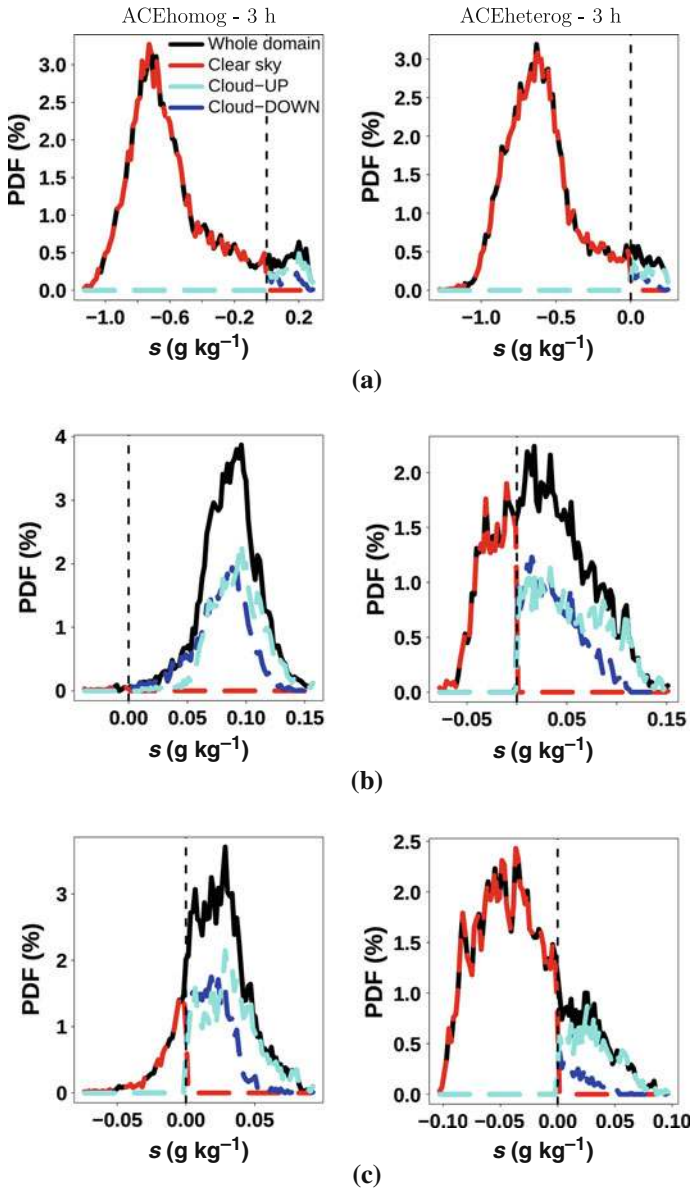 ACEhomog - 3 h
ACEheterog - 3 h
Whole domain
Clear sky
Cloud−UP
Cloud−DOWN
PDF (%)
3.0
2.5
2.0
1.5
1.0
0.5
0.0
−1.0 −0.6 −0.2 0.2
s (g kg⁻¹)
PDF (%)
3.0
2.5
2.0
1.5
1.0
0.5
0.0
−1.0 −0.5 0.0
s (g kg⁻¹)
(a)
PDF (%)
4
3
2
1
0
0.00 0.05 0.10 0.15
s (g kg⁻¹)
PDF (%)
2.0
1.5
1.0
0.5
0.0
−0.05 0.05 0.15
s (g kg⁻¹)
(b)
PDF (%)
3
2
1
0
−0.05 0.00 0.05
s (g kg⁻¹)
PDF (%)
2.5
2.0
1.5
1.0
0.5
0.0
−0.10 −0.05 0.00 0.05 0.10
s (g kg⁻¹)
(c)